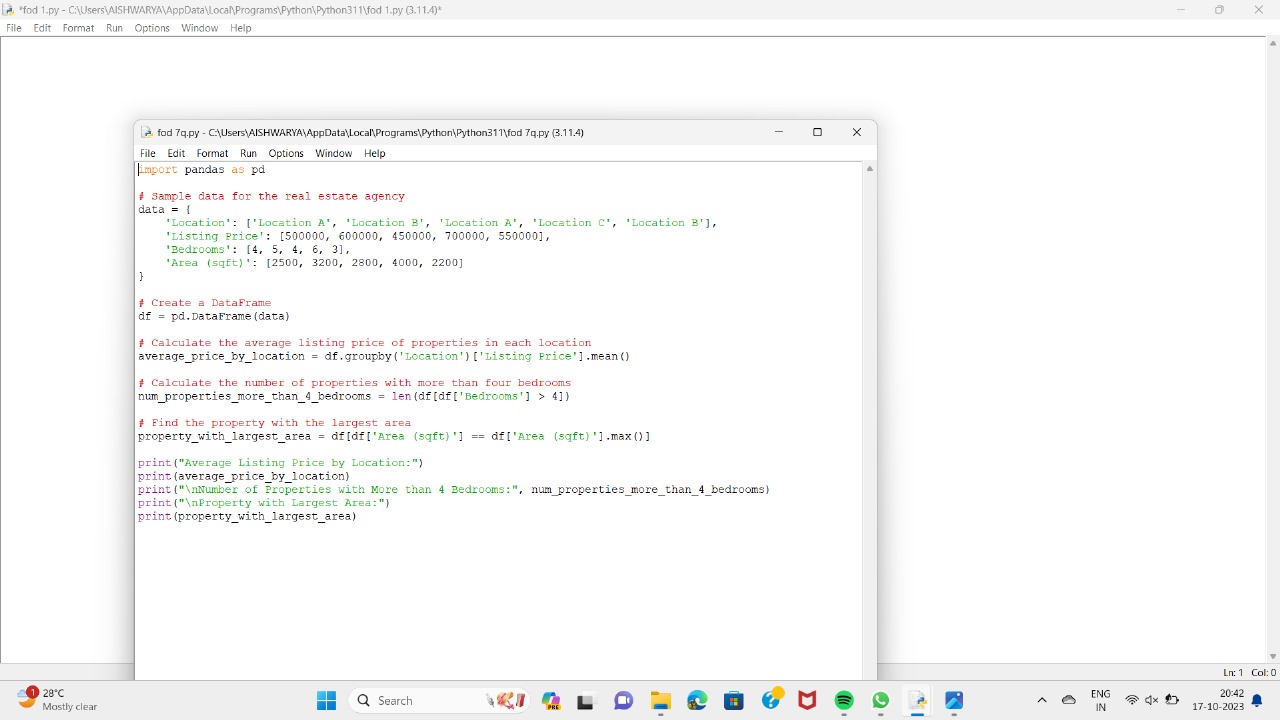 *fod 1.py - C:\Users\AISHWARYA\AppData\Local\Programs\Python\Python311\fod 1.py (3.11.4)*
File Edit Format Run Options Window Help
fod 7q.py - C:\Users\AISHWARYA\AppData\Local\Programs\Python\Python311\fod 7q.py (3.11.4)
File Edit Format Run Options Window Help
import pandas as pd
# Sample data for the real estate agency
data = {
    'Location': ['Location A', 'Location B', 'Location A', 'Location C', 'Location B'],
    'Listing Price': [500000, 600000, 450000, 700000, 550000],
    'Bedrooms': [4, 5, 4, 6, 3],
    'Area (sqft)': [2500, 3200, 2800, 4000, 2200]
}
# Create a DataFrame
df = pd.DataFrame(data)
# Calculate the average listing price of properties in each location
average_price_by_location = df.groupby('Location')['Listing Price'].mean()
# Calculate the number of properties with more than four bedrooms
num_properties_more_than_4_bedrooms = len(df[df['Bedrooms'] > 4])
# Find the property with the largest area
property_with_largest_area = df[df['Area (sqft)'] == df['Area (sqft)'].max()]
print("Average Listing Price by Location:")
print(average_price_by_location)
print("\nNumber of Properties with More than 4 Bedrooms:", num_properties_more_than_4_bedrooms)
print("\nProperty with Largest Area:")
print(property_with_largest_area)
Ln: 1 Col: 0
1
28°C
Mostly clear
Search
PRE
ENG
IN
20:42
17-10-2023